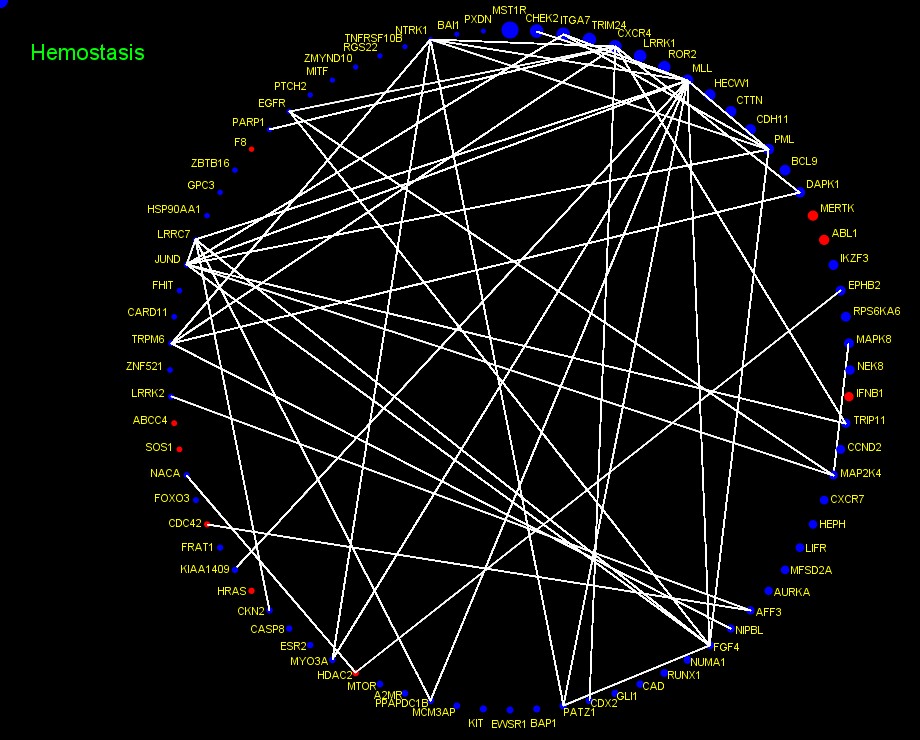 Hemostasis
MST1R
CHEK2
ITGA7
TRIM24
CXCR4
LRRK1
ROR2
MLL
HECW1
CTTN
CDH11
PML
BCL9
DAPK1
MERTK
ABL1
IKZF3
EPHB2
RPS6KA6
MAPK8
NEK8
IFNB1
TRIP11
CCND2
MAP2K4
CXCR7
HEPH
LIFR
MFSD2A
AURKA
AFF3
NIPBL
FGF4
NUMA1
RUNX1
CAD
GLI1
CDX2
PATZ1
BAP1
EWSR1
KIT
MCM3AP
PPAPDC1B
A2MR
MTOR
HDAC2
MYO3A
ESR2
CASP8
CKN2
HRAS
KIAA1409
FRAT1
CDC42
FOXO3
NACA
SOS1
ABCC4
LRRK2
ZNF521
TRPM6
CARD11
FHIT
JUND
LRRC7
HSP90AA1
GPC3
ZBTB16
F8
PARP1
EGFR
PTCH2
MITF
ZMYND10
RGS22
TNFRSF10B
NTRK1
BAI1
PXDN